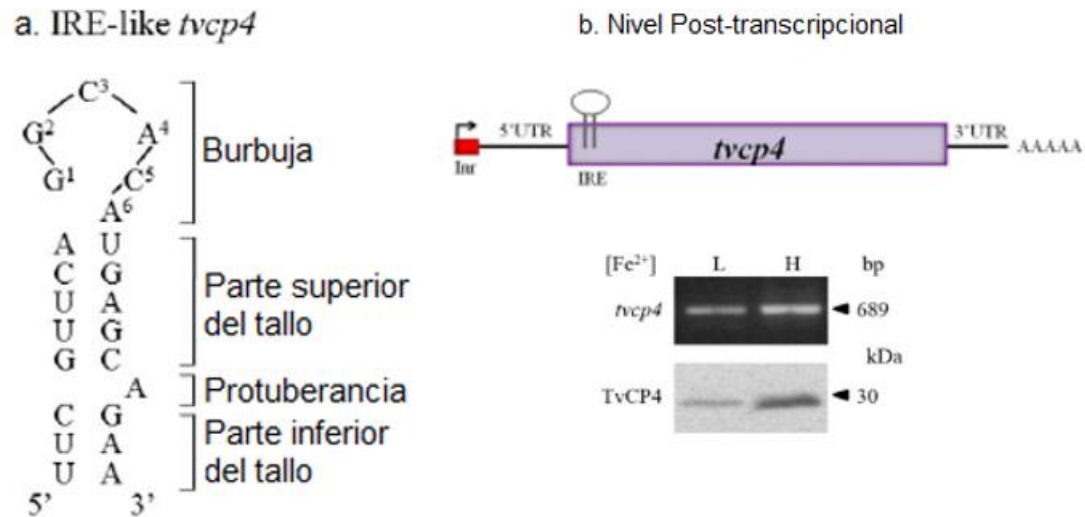 a. IRE-like tvcp4
C³
G² A⁴
G¹ C⁵
A⁶
Burbuja
A U
C G
U A
U G
G C
Parte superior
del tallo
A
Protuberancia
C G
U A
U A
Parte inferior
del tallo
5’ 3’
b. Nivel Post-transcripcional
5’UTR
tvcp4
3’UTR
AAAAA
Inr
IRE
[Fe²⁺] L H bp
tvcp4 689
kDa
TvCP4 30